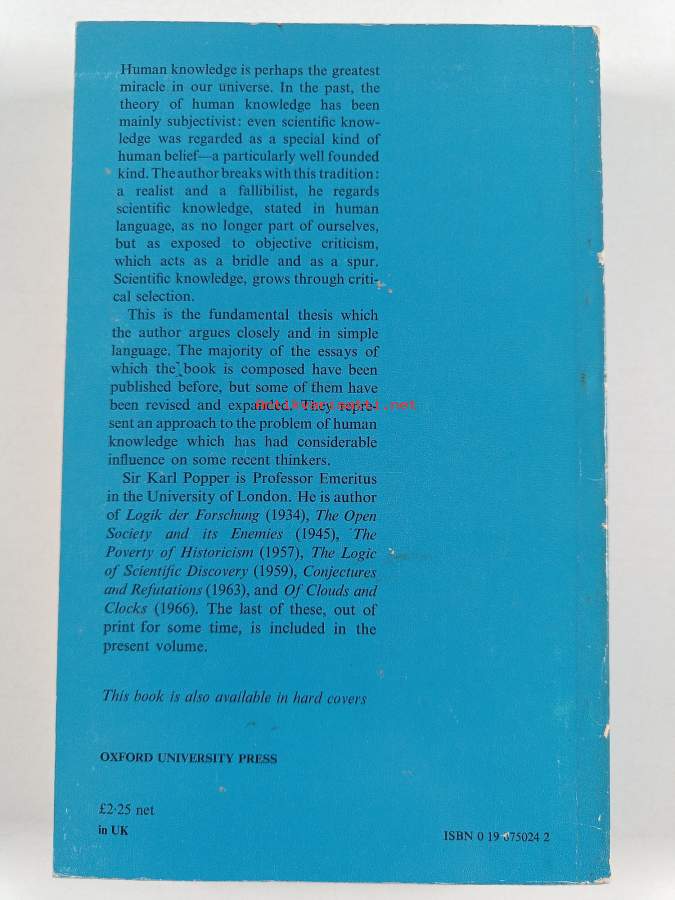 Human knowledge is perhaps the greatest
miracle in our universe. In the past, the
theory of human knowledge has been
mainly subjectivist: even scientific know-
ledge was regarded as a special kind of
human belief—a particularly well founded
kind. The author breaks with this tradition:
a realist and a fallibilist, he regards
scientific knowledge, stated in human
language, as no longer part of ourselves,
but as exposed to objective criticism,
which acts as a bridle and as a spur.
Scientific knowledge, grows through criti-
cal selection.
This is the fundamental thesis which
the author argues closely and in simple
language. The majority of the essays of
which the book is composed have been
published before, but some of them have
been revised and expanded. They repre-
sent an approach to the problem of human
knowledge which has had considerable
influence on some recent thinkers.
Sir Karl Popper is Professor Emeritus
in the University of London. He is author
of Logik der Forschung (1934), The Open
Society and its Enemies (1945), The
Poverty of Historicism (1957), The Logic
of Scientific Discovery (1959), Conjectures
and Refutations (1963), and Of Clouds and
Clocks (1966). The last of these, out of
print for some time, is included in the
present volume.
This book is also available in hard covers
OXFORD UNIVERSITY PRESS
£2·25 net
in UK
ISBN 0 19 875024 2